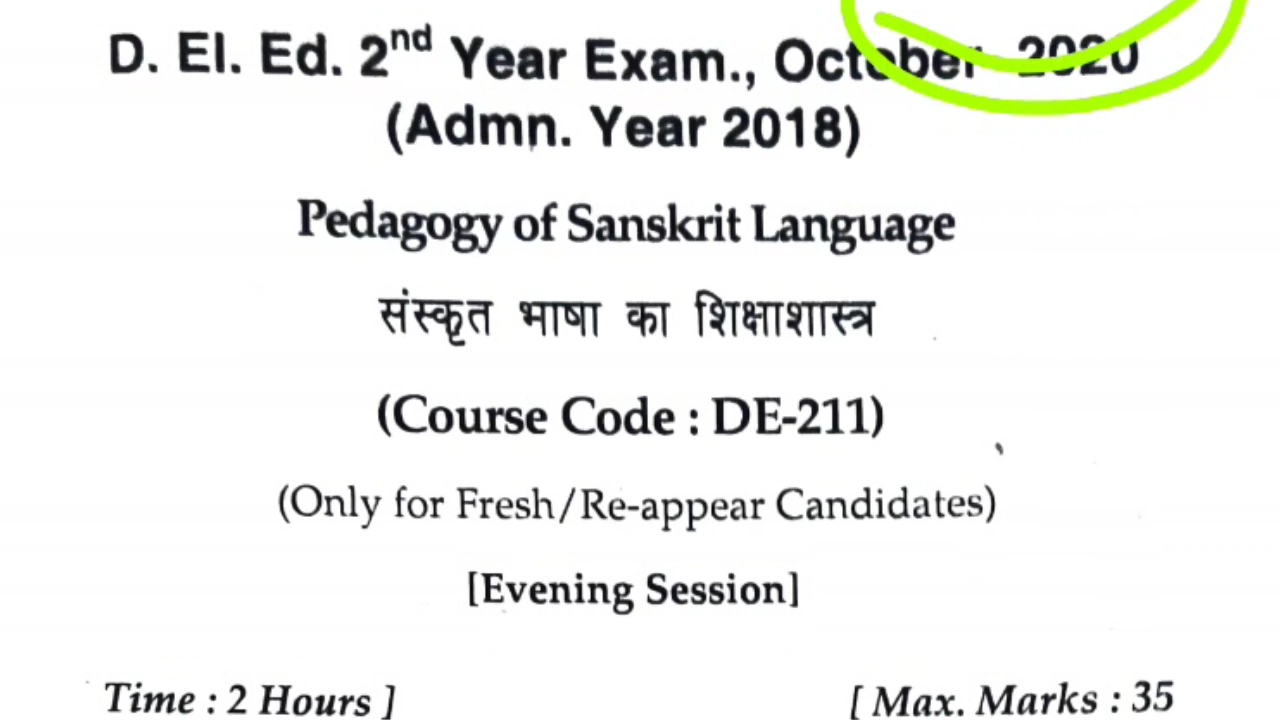 D. El. Ed. 2nd Year Exam., October 2020
(Admn. Year 2018)
Pedagogy of Sanskrit Language
संस्कृत भाषा का शिक्षाशास्त्र
(Course Code : DE-211)
(Only for Fresh/Re-appear Candidates)
[Evening Session]
Time : 2 Hours ] [ Max. Marks : 35